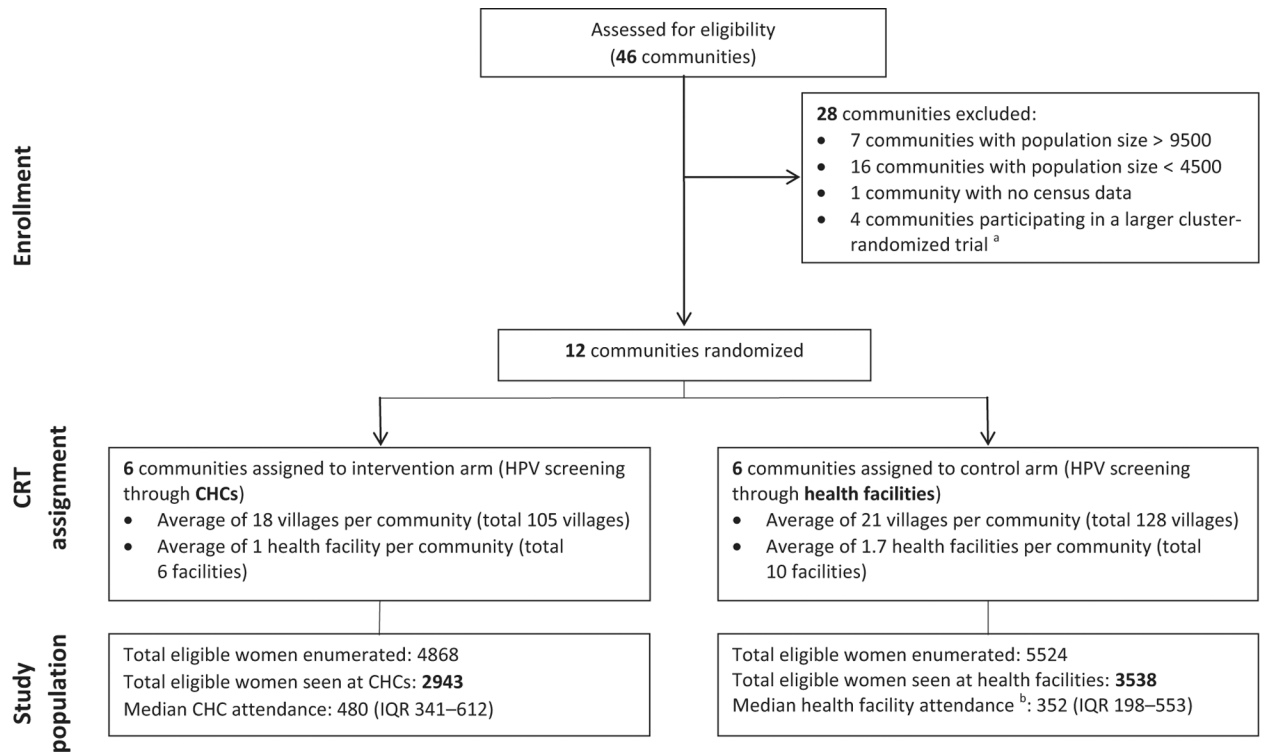 Assessed for eligibility
(46 communities)
28 communities excluded:
• 7 communities with population size > 9500
• 16 communities with population size < 4500
• 1 community with no census data
• 4 communities participating in a larger cluster-
randomized trial a
Enrollment
12 communities randomized
CRT
assignment
6 communities assigned to intervention arm (HPV screening
through CHCs)
• Average of 18 villages per community (total 105 villages)
• Average of 1 health facility per community (total
6 facilities)
6 communities assigned to control arm (HPV screening
through health facilities)
• Average of 21 villages per community (total 128 villages)
• Average of 1.7 health facilities per community (total
10 facilities)
Study
population
Total eligible women enumerated: 4868
Total eligible women seen at CHCs: 2943
Median CHC attendance: 480 (IQR 341–612)
Total eligible women enumerated: 5524
Total eligible women seen at health facilities: 3538
Median health facility attendance b: 352 (IQR 198–553)